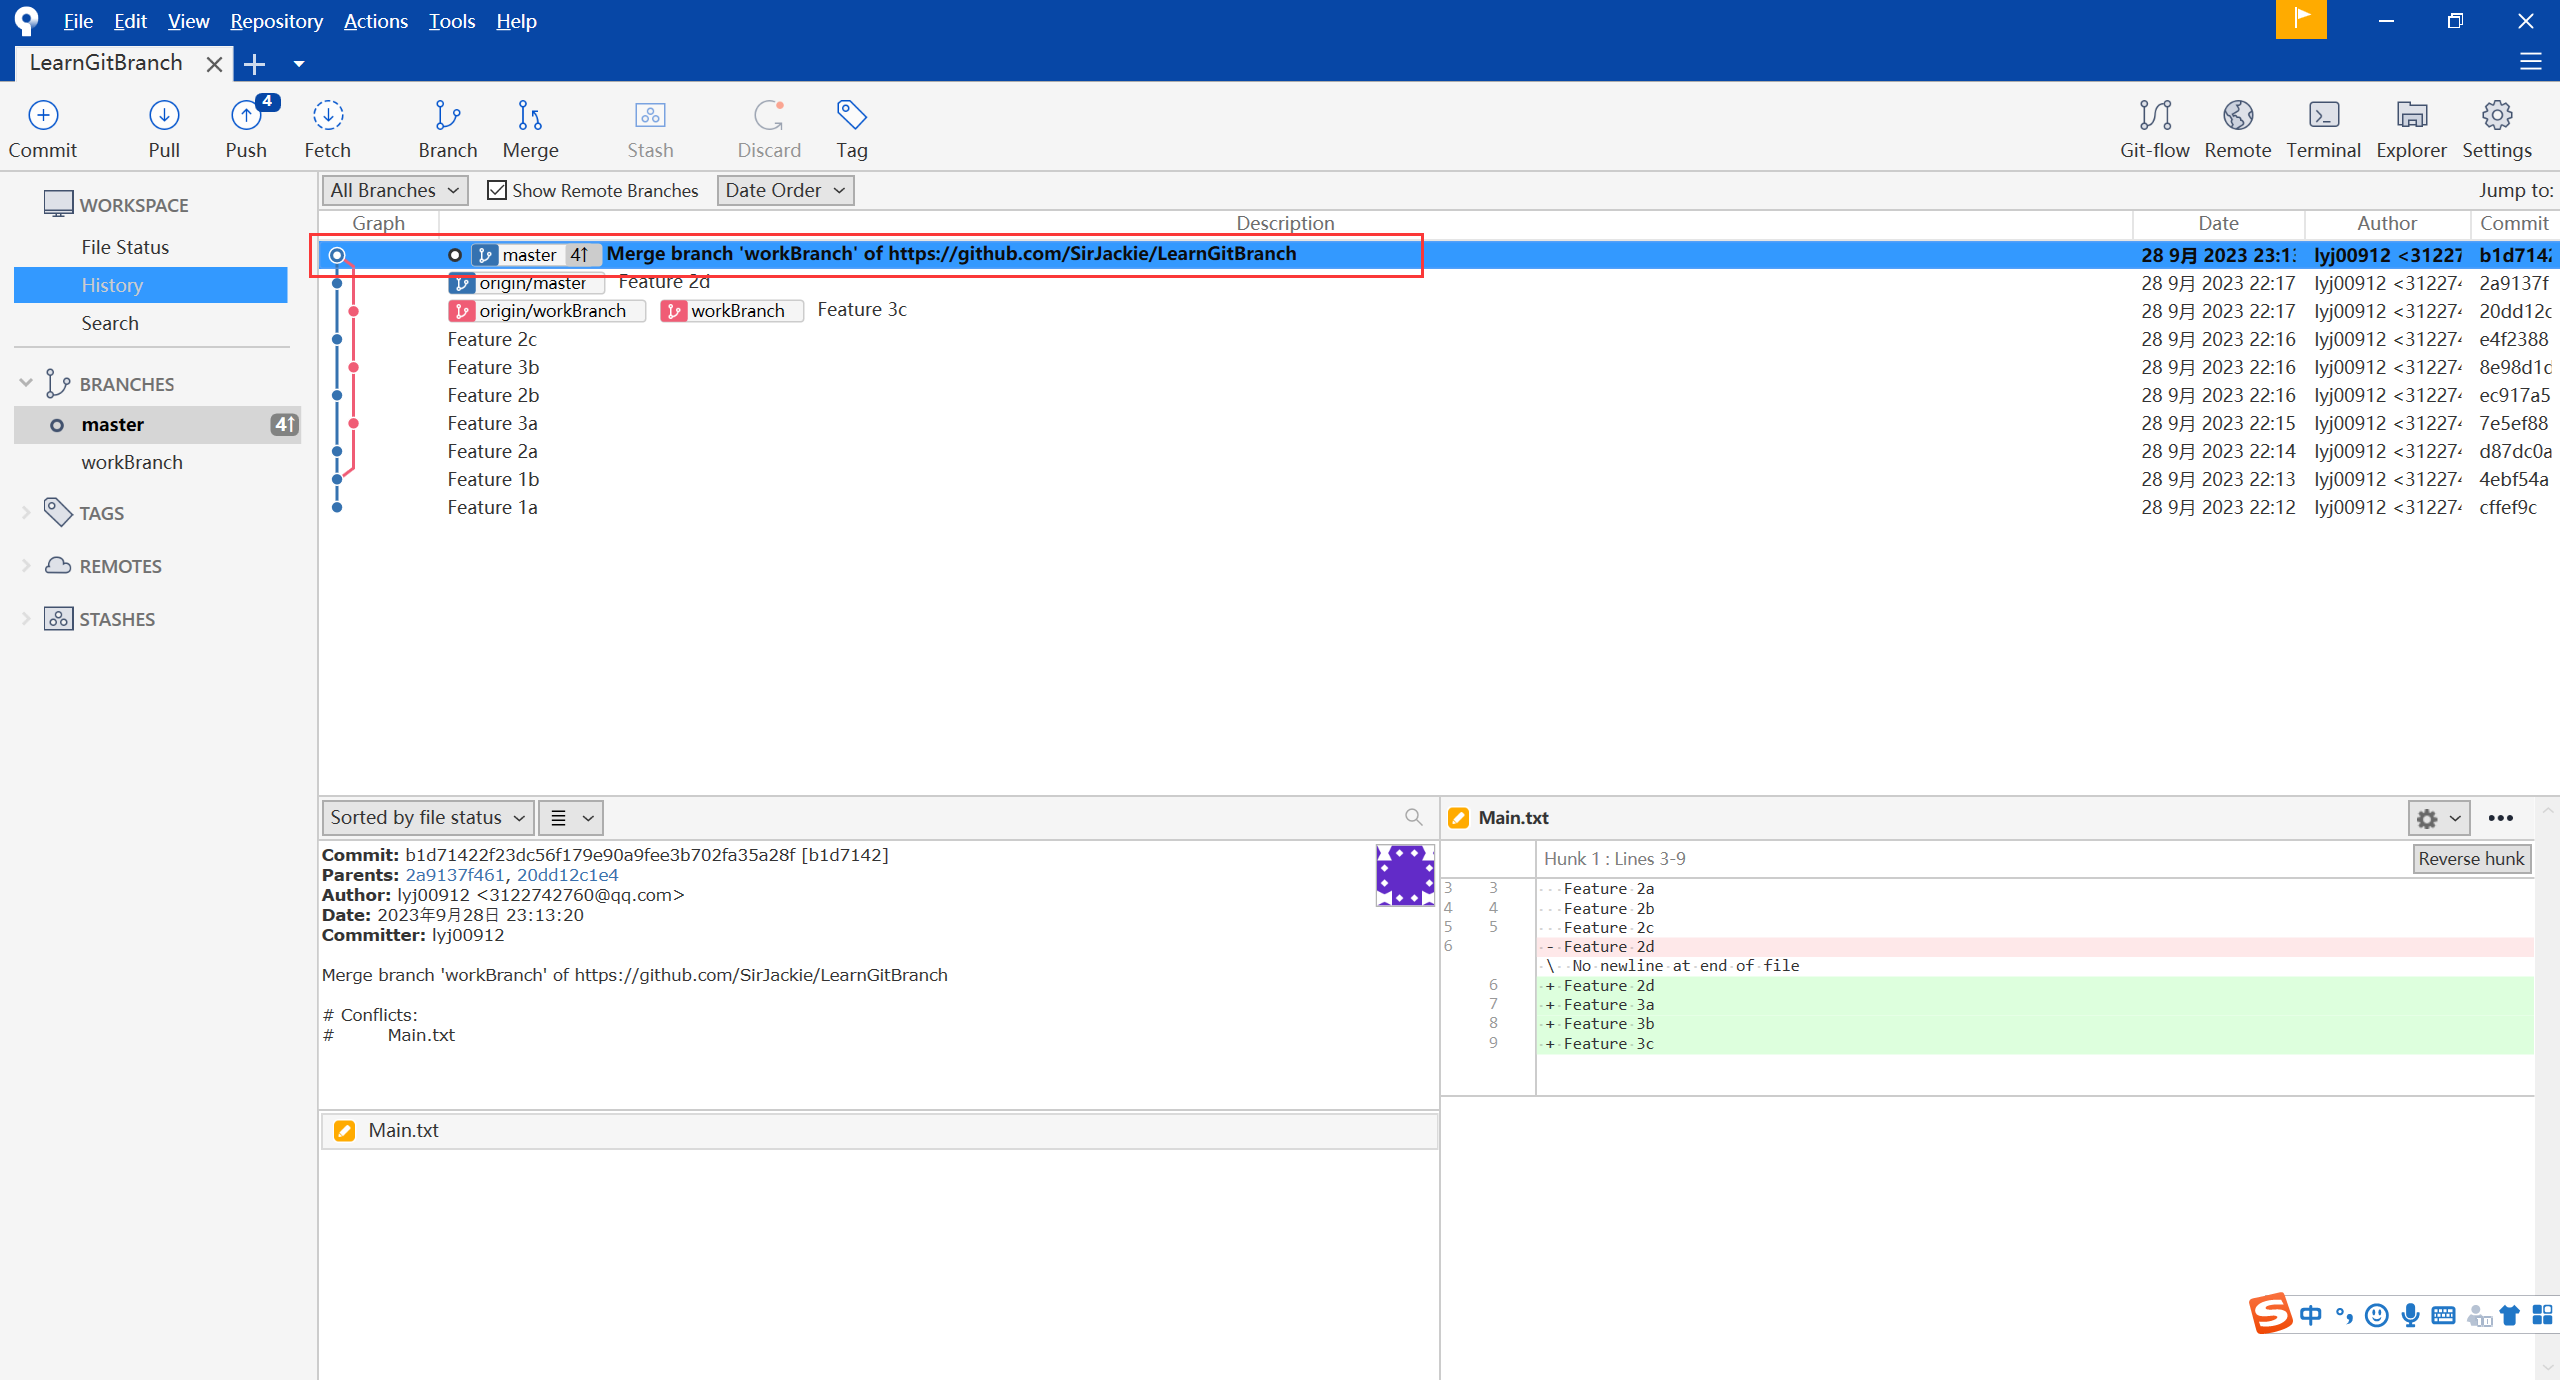 File Edit View Repository Actions Tools Help
LearnGitBranch
4
Commit Pull Push Fetch Branch Merge Stash Discard Tag Git-flow Remote Terminal Explorer Settings
WORKSPACE
File Status
History
Search
BRANCHES
master 4↑
workBranch
TAGS
REMOTES
STASHES
All Branches Show Remote Branches Date Order Jump to:
Graph Description Date Author Commit
master 4↑ Merge branch 'workBranch' of https://github.com/SirJackie/LearnGitBranch 28 9月 2023 23:1 lyj00912 <31227 b1d714
origin/master Feature 2d 28 9月 2023 22:17 lyj00912 <31227 2a9137f
origin/workBranch workBranch Feature 3c 28 9月 2023 22:17 lyj00912 <31227 20dd12c
Feature 2c 28 9月 2023 22:16 lyj00912 <31227 e4f2388
Feature 3b 28 9月 2023 22:16 lyj00912 <31227 8e98d1d
Feature 2b 28 9月 2023 22:16 lyj00912 <31227 ec917a5
Feature 3a 28 9月 2023 22:15 lyj00912 <31227 7e5ef88
Feature 2a 28 9月 2023 22:14 lyj00912 <31227 d87dc0a
Feature 1b 28 9月 2023 22:13 lyj00912 <31227 4ebf54a
Feature 1a 28 9月 2023 22:12 lyj00912 <31227 cffef9c
Sorted by file status
Commit: b1d71422f23dc56f179e90a9fee3b702fa35a28f [b1d7142]
Parents: 2a9137f461, 20dd12c1e4
Author: lyj00912 <3122742760@qq.com>
Date: 2023年9月28日 23:13:20
Committer: lyj00912
Merge branch 'workBranch' of https://github.com/SirJackie/LearnGitBranch
# Conflicts:
# Main.txt
Main.txt
Main.txt
Hunk 1 : Lines 3-9 Reverse hunk
3 3 Feature 2a
4 4 Feature 2b
5 5 Feature 2c
6 - Feature 2d
\ No newline at end of file
6 + Feature 2d
7 + Feature 3a
8 + Feature 3b
9 + Feature 3c
S 中